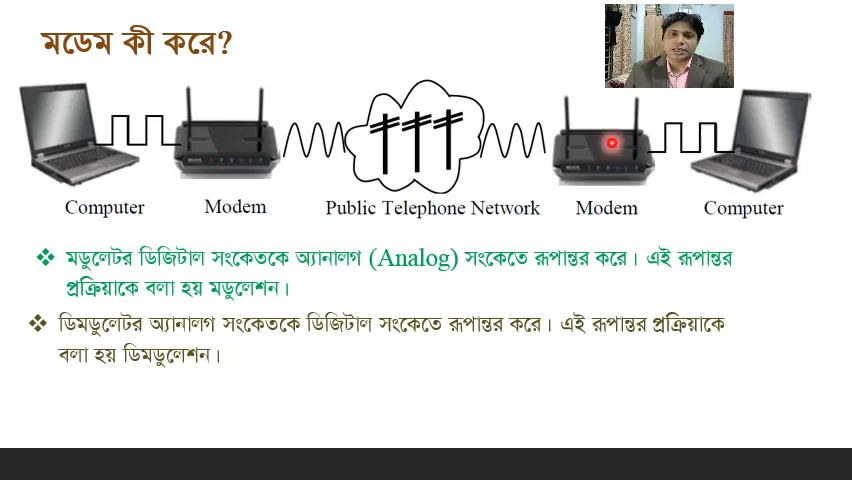 মডেম কী করে?
Computer
Modem
Public Telephone Network
Modem
Computer
❖ মডুলেটর ডিজিটাল সংকেতকে অ্যানালগ (Analog) সংকেতে রূপান্তর করে। এই রূপান্তর
প্রক্রিয়াকে বলা হয় মডুলেশন।
❖ ডিমডুলেটর অ্যানালগ সংকেতকে ডিজিটাল সংকেতে রূপান্তর করে। এই রূপান্তর প্রক্রিয়াকে
বলা হয় ডিমডুলেশন।